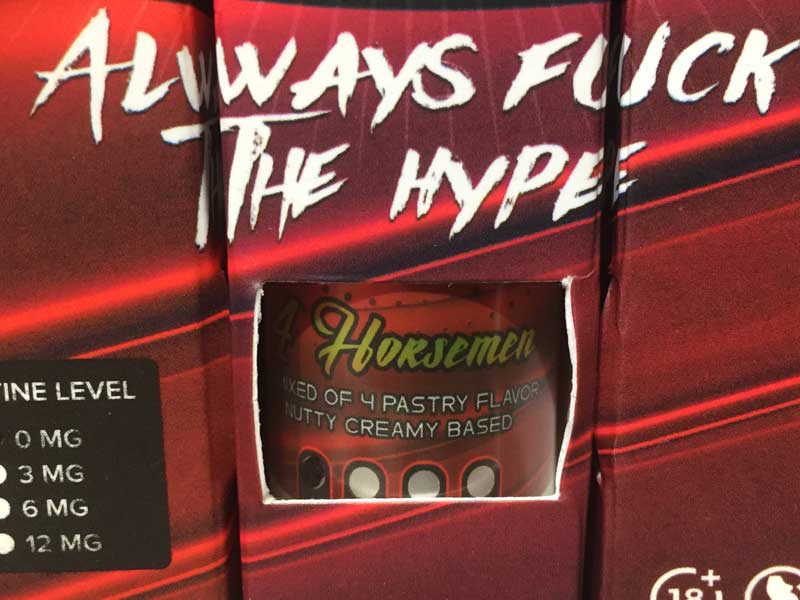 ALWAYS FUCK
THE HYPE
4 Horsemen
IXED OF 4 PASTRY FLAVOR
NUTTY CREAMY BASED
TINE LEVEL
0 MG
3 MG
6 MG
12 MG
18+